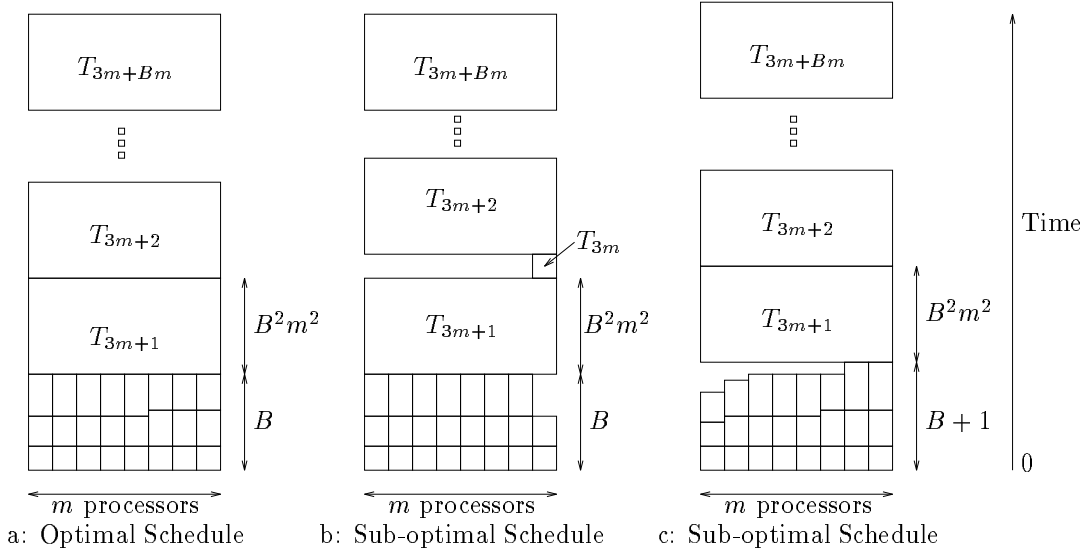 T_{3m+Bm} T_{3m+Bm} T_{3m+Bm}
T_{3m+2} T_{3m+2} T_{3m+2} Time
T_{3m}
T_{3m+1} B^2m^2 T_{3m+1} B^2m^2 T_{3m+1} B^2m^2
B B B + 1
0
m processors m processors m processors
a: Optimal Schedule b: Sub-optimal Schedule c: Sub-optimal Schedule